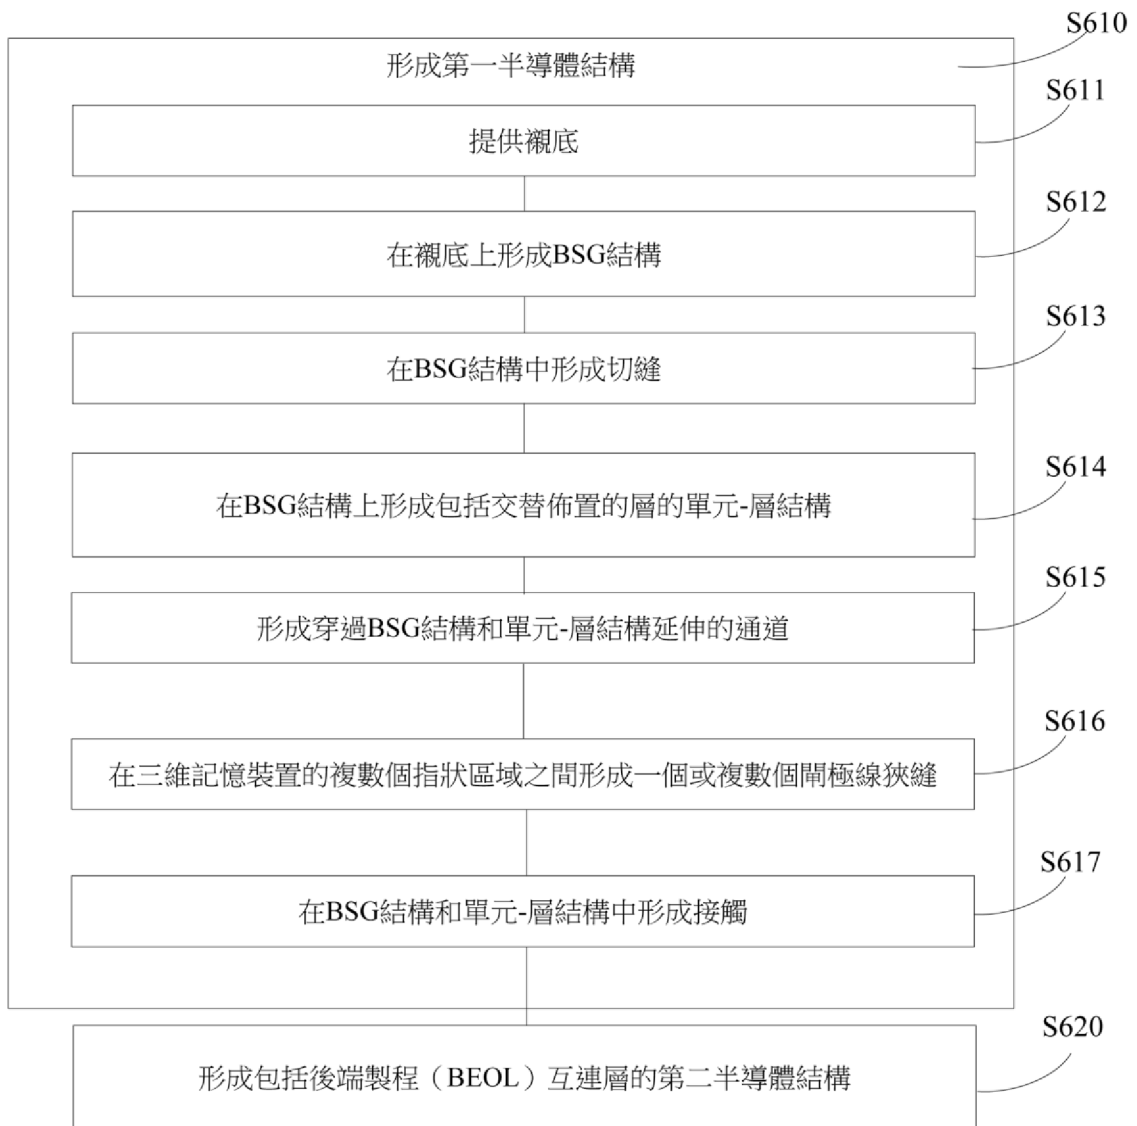 S610
形成第一半導體結構
S611
提供襯底
S612
在襯底上形成BSG結構
S613
在BSG結構中形成切縫
S614
在BSG結構上形成包括交替佈置的層的單元-層結構
S615
形成穿過BSG結構和單元-層結構延伸的通道
S616
在三維記憶裝置的複數個指狀區域之間形成一個或複數個閘極線狹縫
S617
在BSG結構和單元-層結構中形成接觸
S620
形成包括後端製程（BEOL）互連層的第二半導體結構